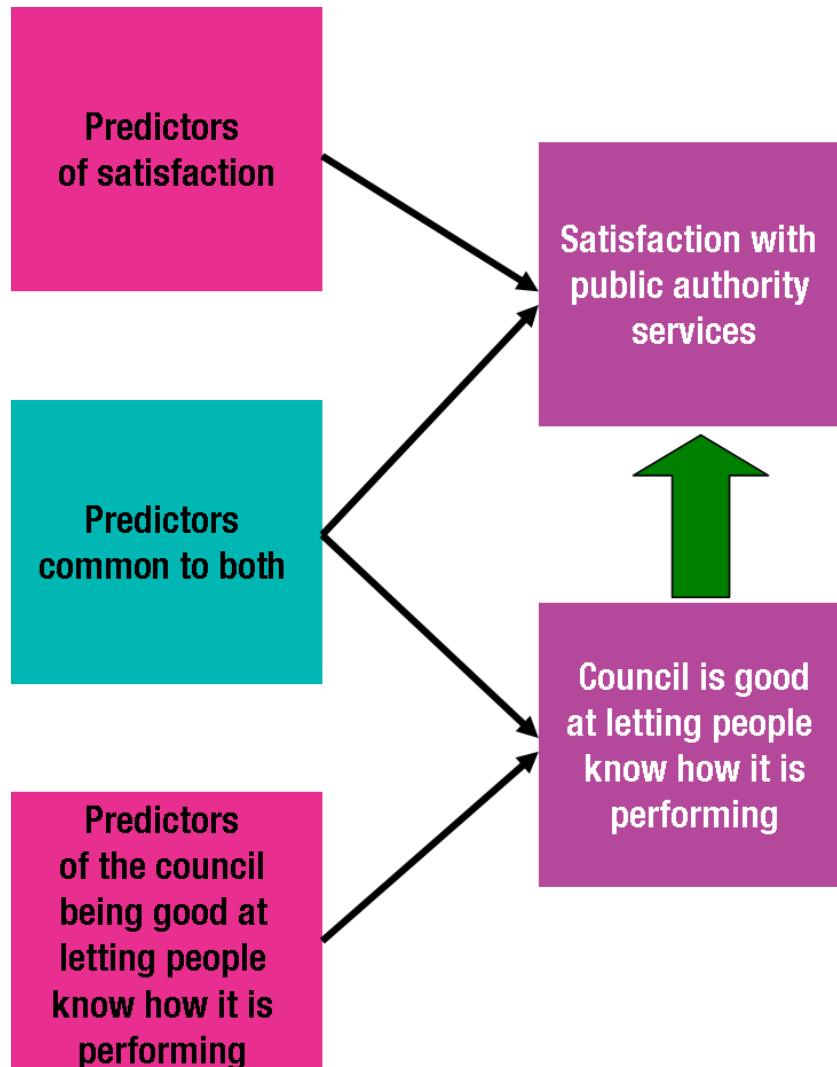 Predictors
of satisfaction
Satisfaction with
public authority
services
Predictors
common to both
Council is good
at letting people
know how it is
performing
Predictors
of the council
being good at
letting people
know how it is
performing